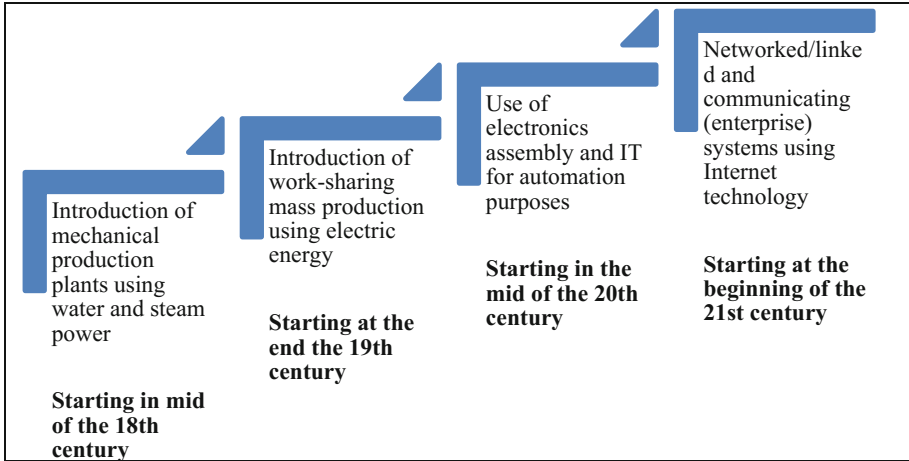 Introduction of
mechanical
production
plants using
water and steam
power
Starting in mid
of the 18th
century
Introduction of
work-sharing
mass production
using electric
energy
Starting at the
end the 19th
century
Use of
electronics
assembly and IT
for automation
purposes
Starting in the
mid of the 20th
century
Networked/linke
d and
communicating
(enterprise)
systems using
Internet
technology
Starting at the
beginning of the
21st century